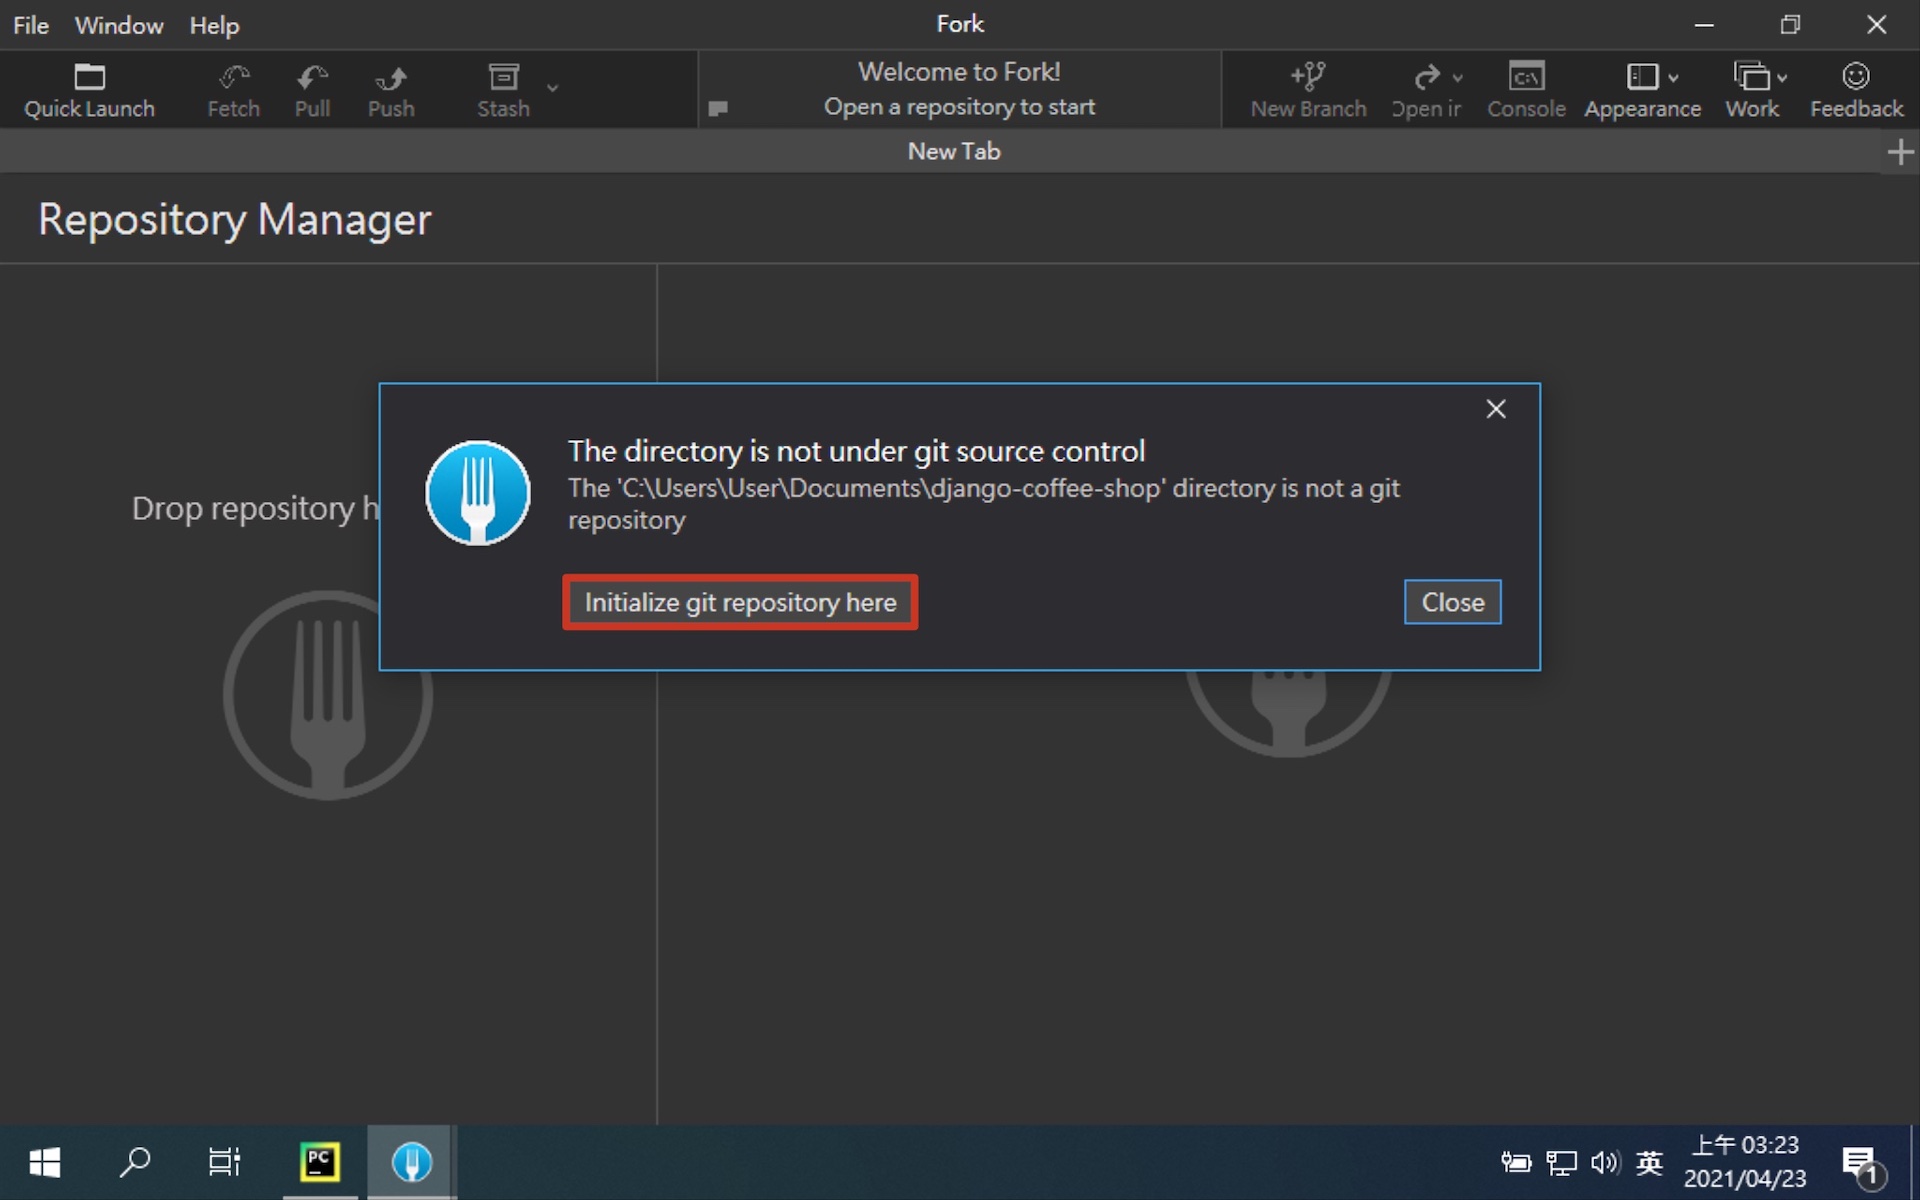 File Window Help
Fork
Quick Launch
Fetch
Pull
Push
Stash
Welcome to Fork!
Open a repository to start
New Branch
Open in
C:\
Console
Appearance
Work
Feedback
New Tab
Repository Manager
Drop repository h
The directory is not under git source control
The 'C:\Users\User\Documents\django-coffee-shop' directory is not a git
repository
Initialize git repository here
Close
PC
英
上午 03:23
2021/04/23
1